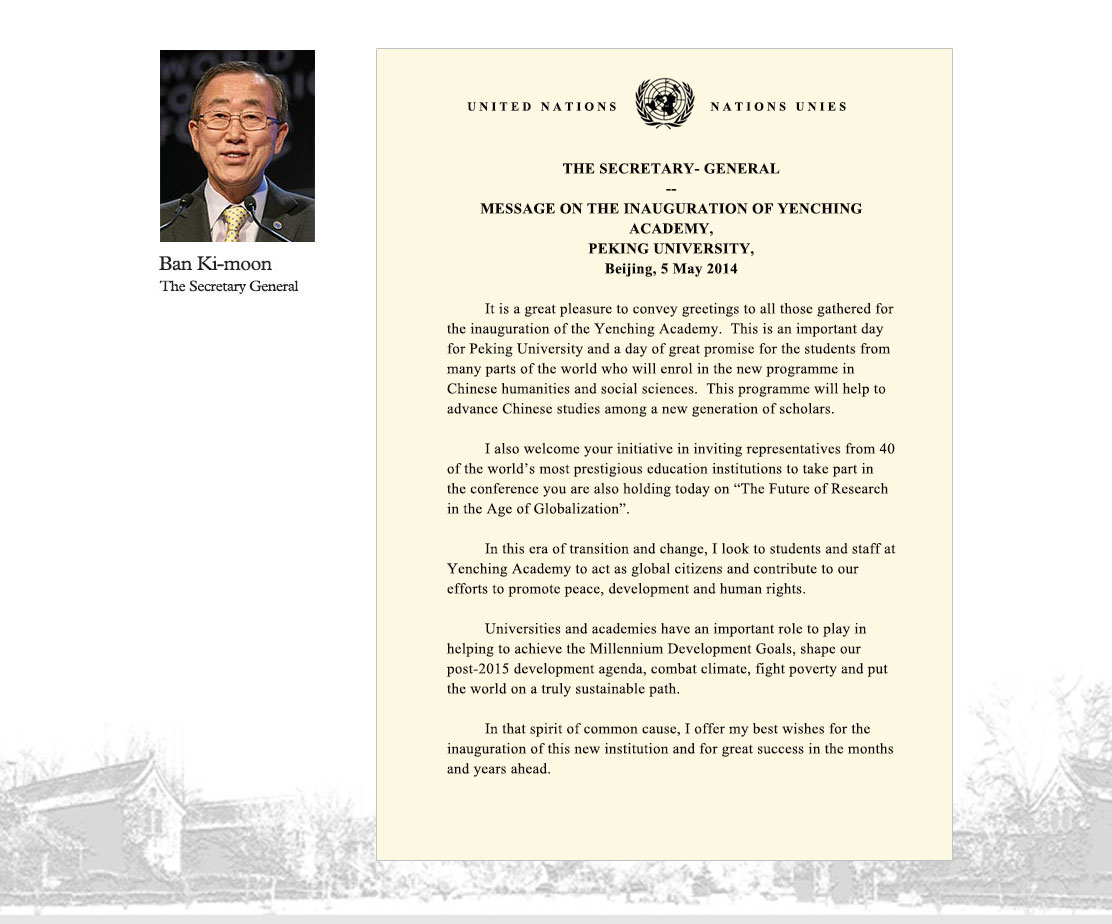 WORLD
Ban Ki-moon
The Secretary General
UNITED NATIONS NATIONS UNIES
THE SECRETARY- GENERAL
--
MESSAGE ON THE INAUGURATION OF YENCHING
ACADEMY,
PEKING UNIVERSITY,
Beijing, 5 May 2014
It is a great pleasure to convey greetings to all those gathered for
the inauguration of the Yenching Academy. This is an important day
for Peking University and a day of great promise for the students from
many parts of the world who will enrol in the new programme in
Chinese humanities and social sciences. This programme will help to
advance Chinese studies among a new generation of scholars.
I also welcome your initiative in inviting representatives from 40
of the world’s most prestigious education institutions to take part in
the conference you are also holding today on “The Future of Research
in the Age of Globalization”.
In this era of transition and change, I look to students and staff at
Yenching Academy to act as global citizens and contribute to our
efforts to promote peace, development and human rights.
Universities and academies have an important role to play in
helping to achieve the Millennium Development Goals, shape our
post-2015 development agenda, combat climate, fight poverty and put
the world on a truly sustainable path.
In that spirit of common cause, I offer my best wishes for the
inauguration of this new institution and for great success in the months
and years ahead.